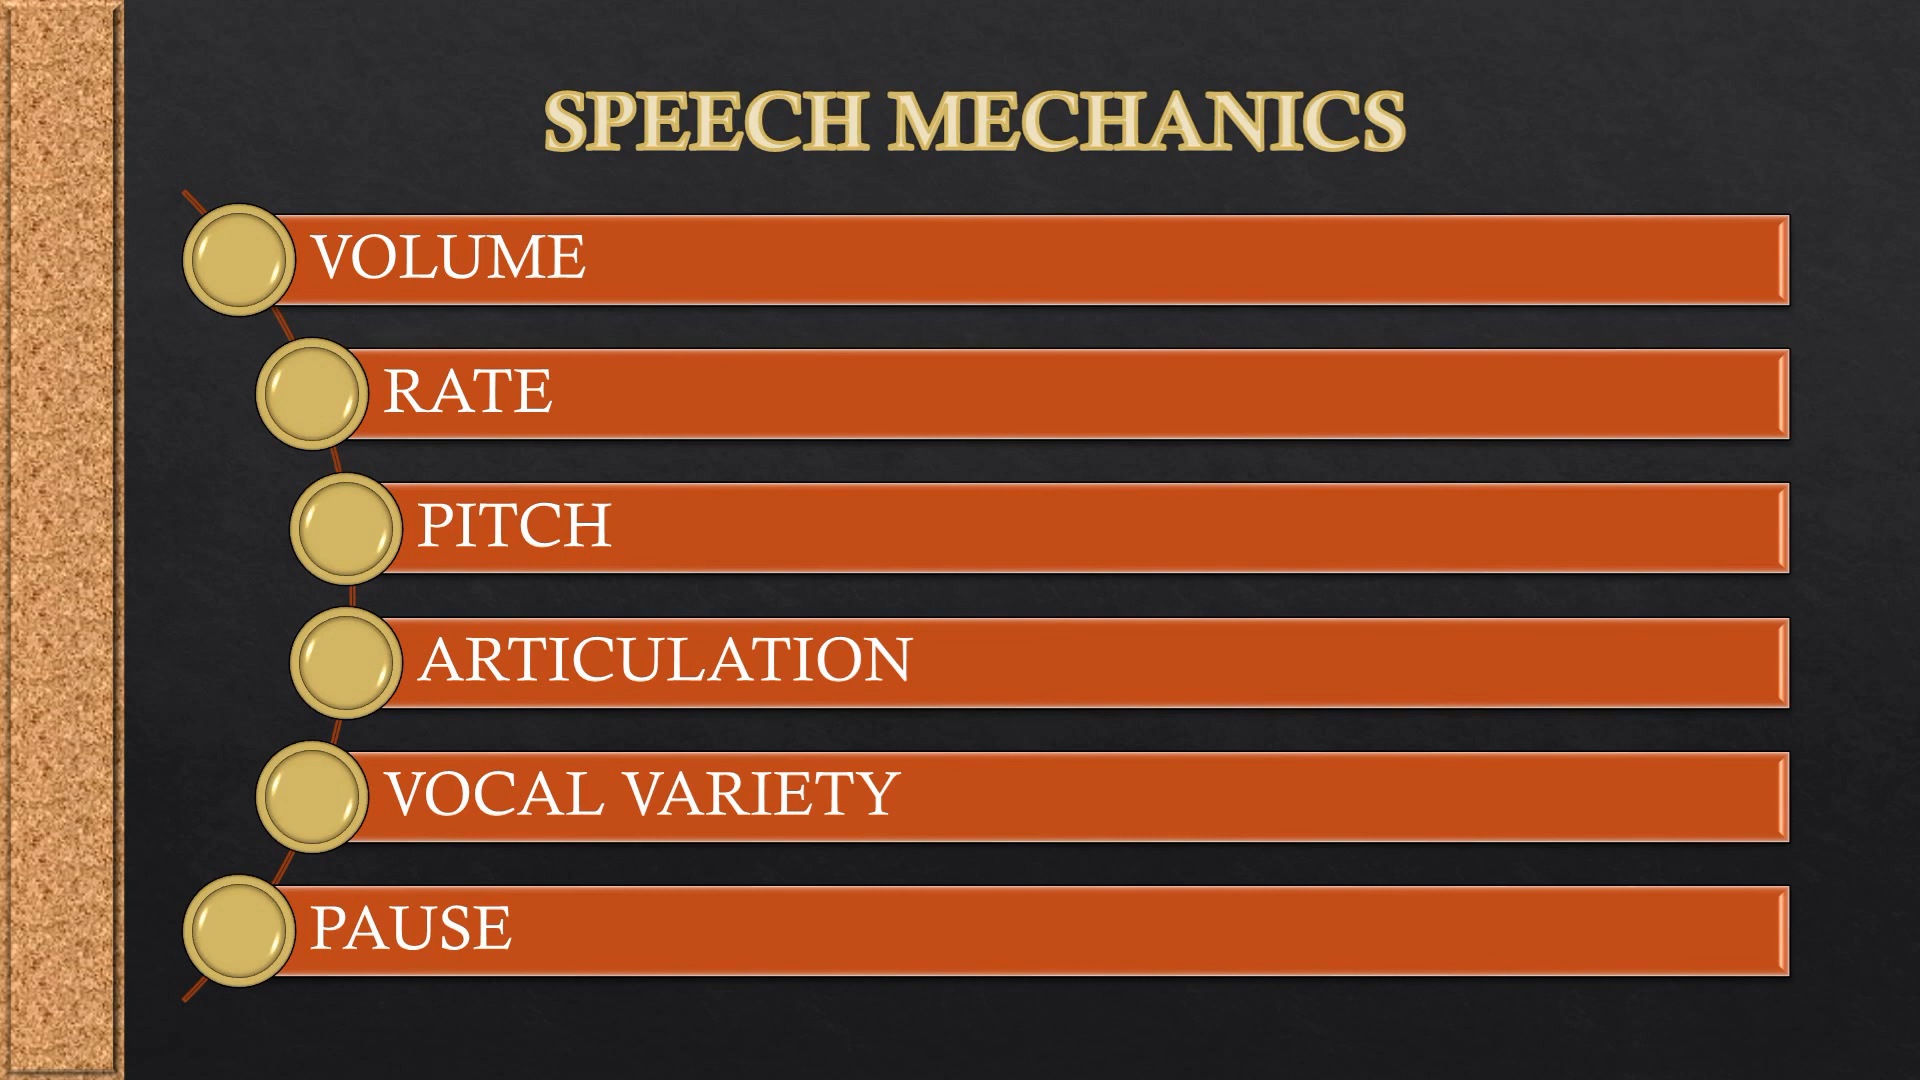 SPEECH MECHANICS
VOLUME
RATE
PITCH
ARTICULATION
VOCAL VARIETY
PAUSE